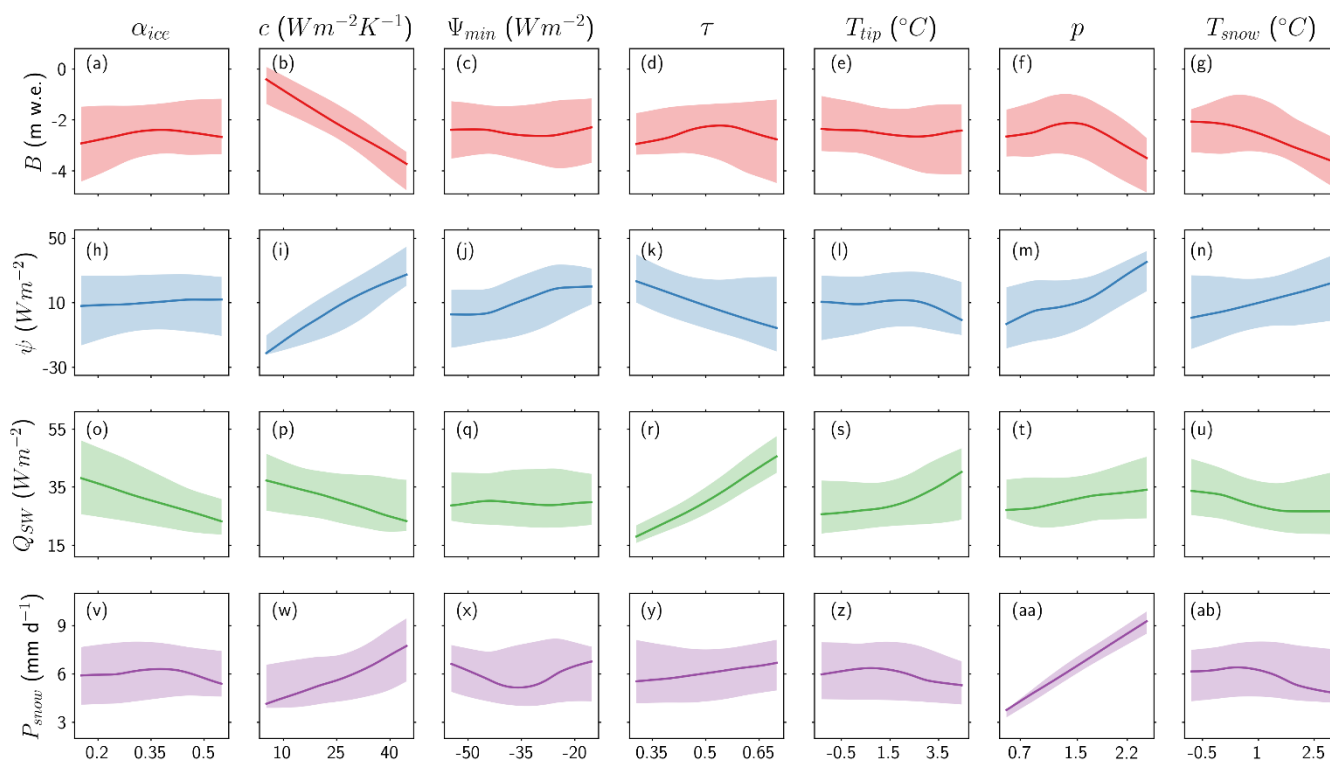 α_ice c (Wm⁻²K⁻¹) Ψ_min (Wm⁻²) τ T_tip (°C) p T_snow (°C)
(a) (b) (c) (d) (e) (f) (g)
0
-2
-4
B (m w.e.)
(h) (i) (j) (k) (l) (m) (n)
50
10
-30
ψ (Wm⁻²)
(o) (p) (q) (r) (s) (t) (u)
55
35
15
Q_SW (Wm⁻²)
(v) (w) (x) (y) (z) (aa) (ab)
9
6
3
P_snow (mm d⁻¹)
0.2 0.35 0.5 10 25 40 -50 -35 -20 0.35 0.5 0.65 -0.5 1.5 3.5 0.7 1.5 2.2 -0.5 1 2.5